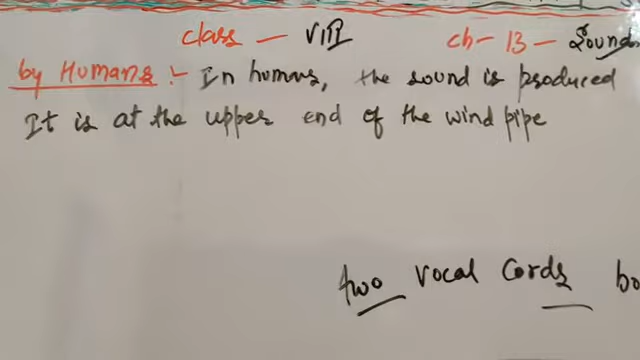 class — VIII ch- 13 - Sound
by Humans :- In humans, the sound is produced
It is at the upper end of the wind pipe
two vocal cords